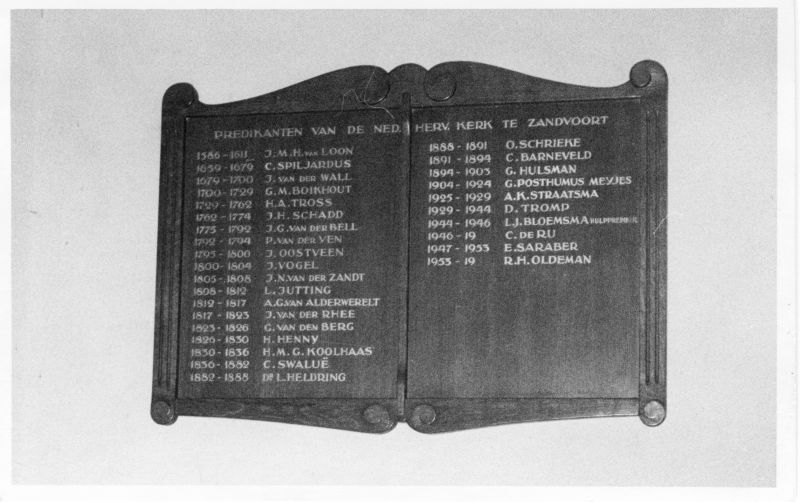 PREDIKANTEN VAN DE NED. HERV. KERK TE ZANDVOORT
1586-1611 J.M.H. VAN LOON
1659-1679 C. SPILJARDUS
1679-1700 J. VAN DER WALL
1700-1729 G.M. BOIKHOUT
1729-1762 H.A. TROSS
1762-1774 J.H. SCHADD
1775-1792 J.G. VAN DER BELL
1792-1794 P. VAN DER VEN
1795-1800 J. OOSTVEEN
1800-1804 J. VOGEL
1805-1808 J.N. VAN DER ZANDT
1808-1812 L. JUTTING
1812-1817 A.G. VAN ALDERWERELT
1817-1823 J. VAN DER RHEE
1823-1826 G. VAN DEN BERG
1826-1830 H. HENNY
1830-1836 H.M.G. KOOLHAAS
1836-1882 C. SWALUË
1882-1888 DR L. HELDRING
1888-1891 O. SCHRIEKE
1891-1894 C. BARNEVELD
1894-1903 G. HULSMAN
1904-1924 G. POSTHUMUS MEYJES
1925-1929 A.K. STRAATSMA
1929-1944 D. TROMP
1944-1946 L.J. BLOEMSMA HULPPREDIKER
1946-19 C. DE RU
1947-1953 E. SARABER
1953-19 R.H. OLDEMAN